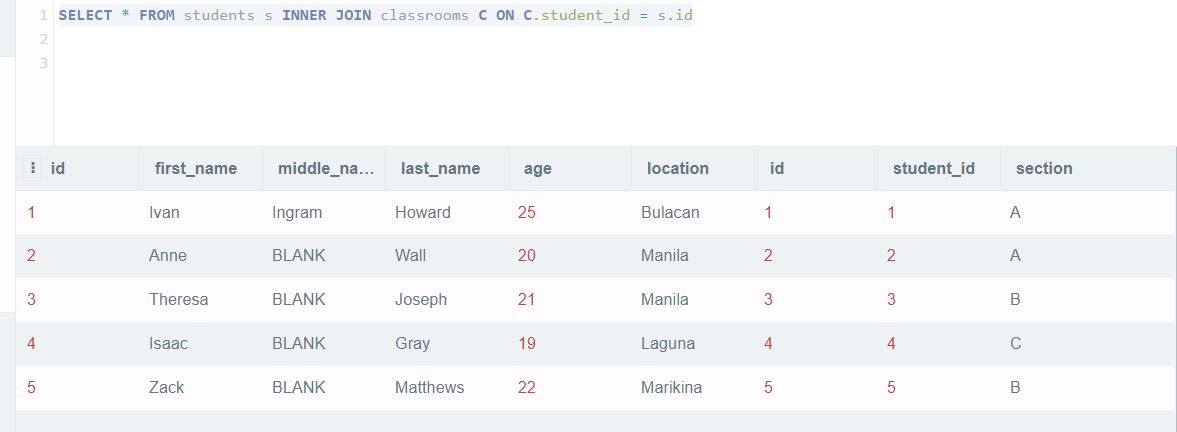 1 SELECT * FROM students s INNER JOIN classrooms C ON C.student_id = s.id
2
3
id first_name middle_na... last_name age location id student_id section
1 Ivan Ingram Howard 25 Bulacan 1 1 A
2 Anne BLANK Wall 20 Manila 2 2 A
3 Theresa BLANK Joseph 21 Manila 3 3 B
4 Isaac BLANK Gray 19 Laguna 4 4 C
5 Zack BLANK Matthews 22 Marikina 5 5 B